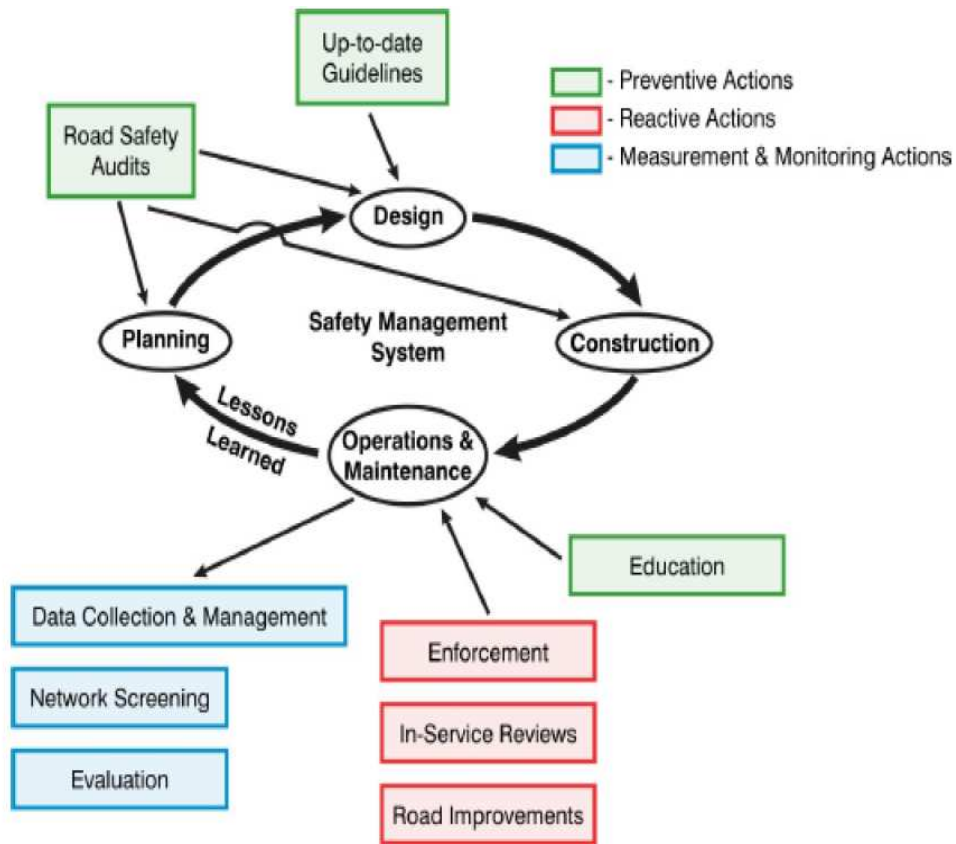 Up-to-date
Guidelines
- Preventive Actions
- Reactive Actions
- Measurement & Monitoring Actions
Road Safety
Audits
Design
Planning
Safety Management
System
Construction
Lessons
Learned
Operations &
Maintenance
Education
Data Collection & Management
Enforcement
Network Screening
In-Service Reviews
Evaluation
Road Improvements